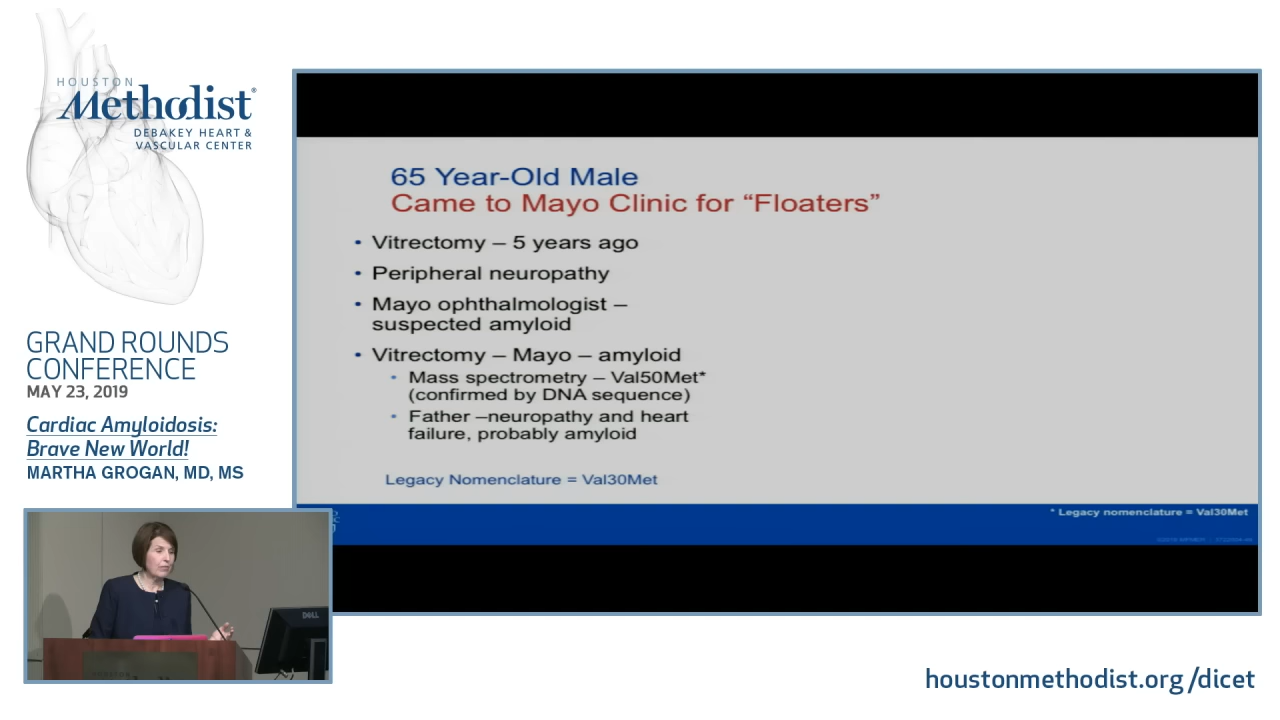 HOUSTON
Methodist®
DEBAKEY HEART &
VASCULAR CENTER
GRAND ROUNDS
CONFERENCE
MAY 23, 2019
Cardiac Amyloidosis:
Brave New World!
MARTHA GROGAN, MD, MS
65 Year-Old Male
Came to Mayo Clinic for “Floaters”
• Vitrectomy – 5 years ago
• Peripheral neuropathy
• Mayo ophthalmologist –
suspected amyloid
• Vitrectomy – Mayo – amyloid
• Mass spectrometry – Val50Met*
(confirmed by DNA sequence)
• Father –neuropathy and heart
failure, probably amyloid
Legacy Nomenclature = Val30Met
* Legacy nomenclature = Val30Met
DELL
houstonmethodist.org/dicet